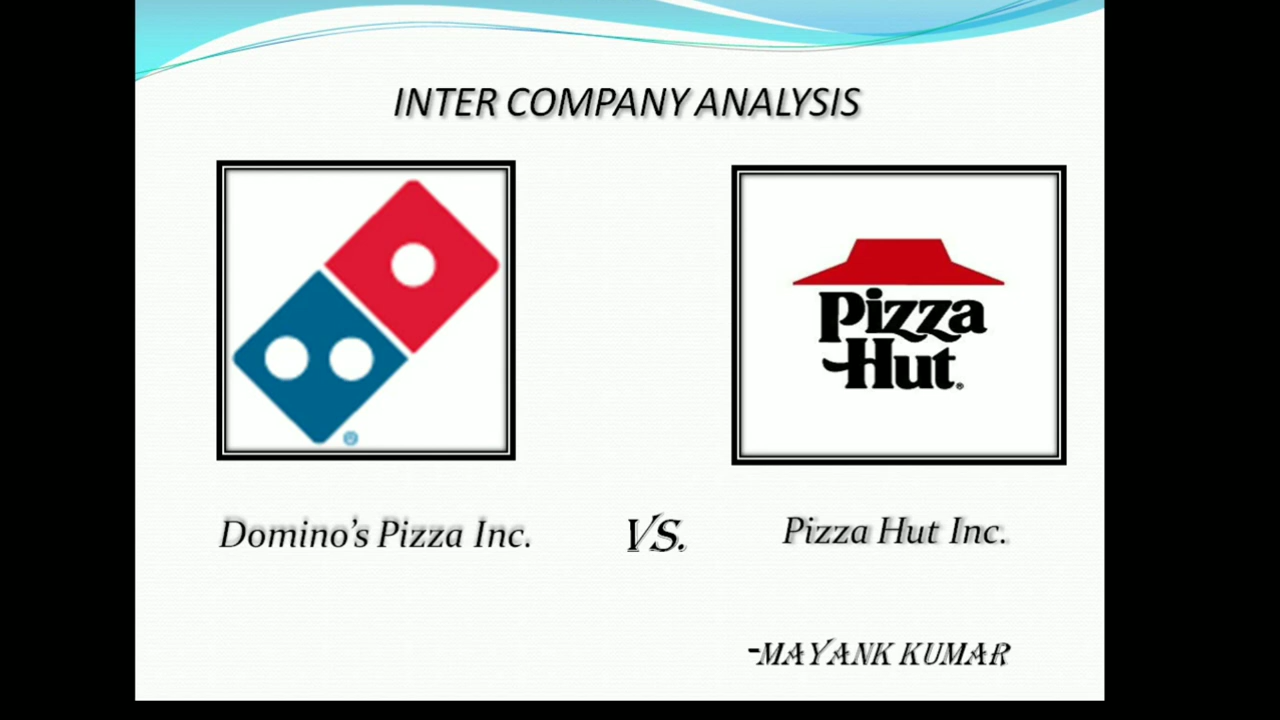 INTER COMPANY ANALYSIS
Pizza
Hut®
Domino's Pizza Inc.
VS.
Pizza Hut Inc.
-MAYANK KUMAR